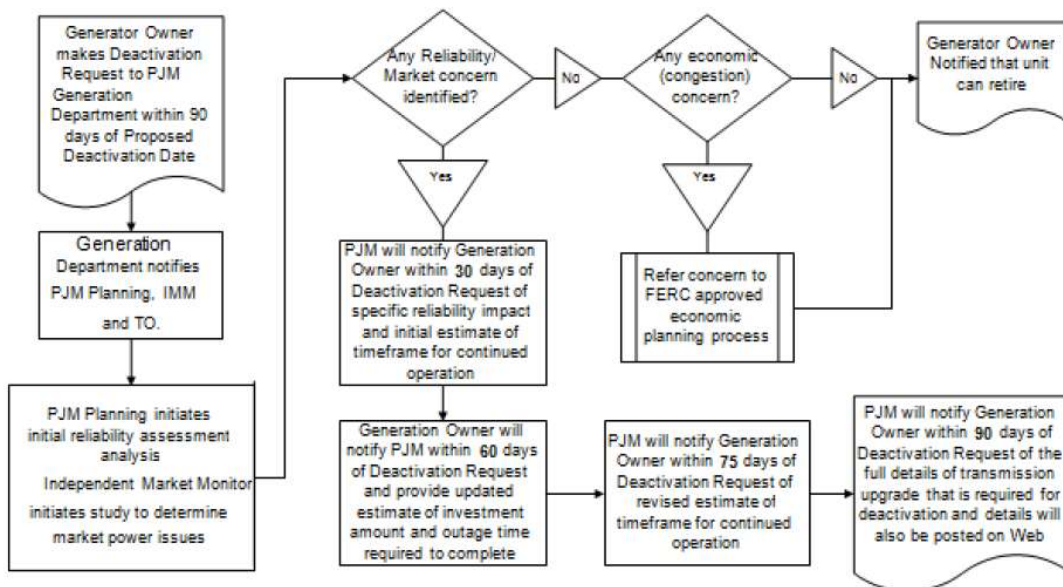 Generator Owner
makes Deactivation
Request to PJM
Generation
Department within 90
days of Proposed
Deactivation Date
Generation
Department notifies
PJM Planning, IMM
and TO.
PJM Planning initiates
initial reliability assessment
analysis
Independent Market Monitor
initiates study to determine
market power issues
Any Reliability/
Market concern
identified?
No
Any economic
(congestion)
concern?
No
Generator Owner
Notified that unit
can retire
Yes
Yes
PJM will notify Generation
Owner within 30 days of
Deactivation Request of
specific reliability impact
and initial estimate of
timeframe for continued
operation
Refer concern to
FERC approved
economic
planning process
Generation Owner will
notify PJM within 60 days
of Deactivation Request
and provide updated
estimate of investment
amount and outage time
required to complete
PJM will notify Generation
Owner within 75 days of
Deactivation Request of
revised estimate of
timeframe for continued
operation
PJM will notify Generation
Owner within 90 days of
Deactivation Request of the
full details of transmission
upgrade that is required for
deactivation and details will
also be posted on Web